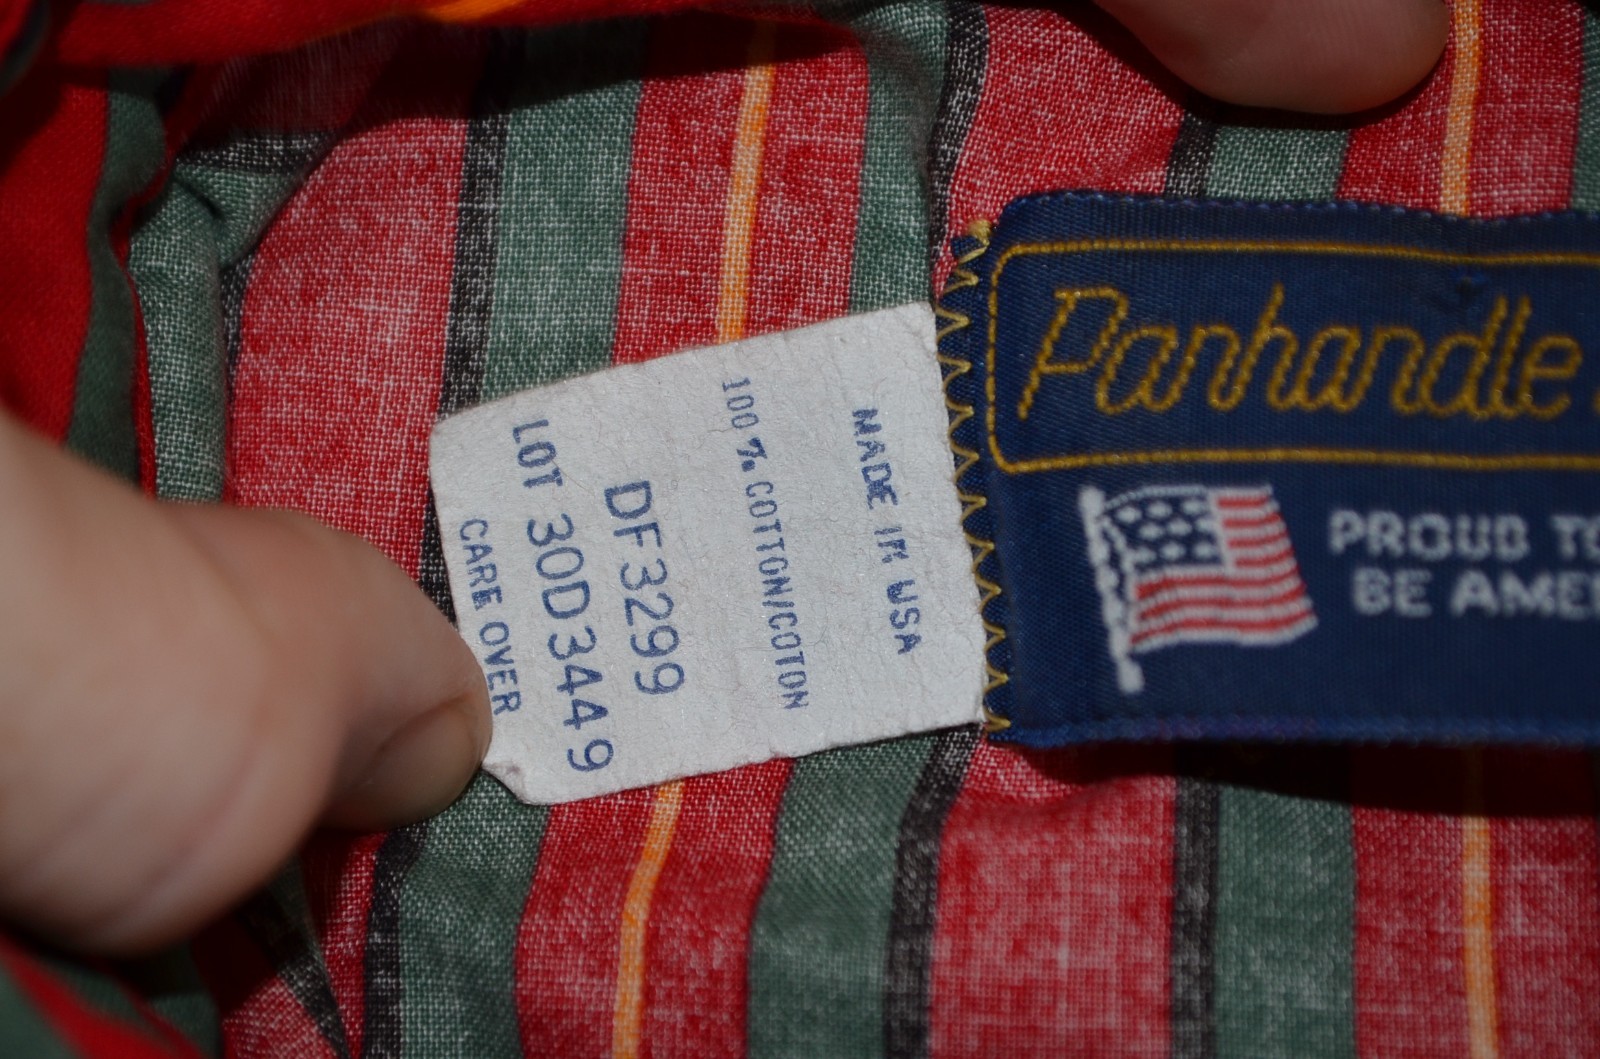 MADE IN USA
100% COTTON/COTON
DF3299
LOT 30D3449
CARE OVER
Panhandle
PROUD TO
BE AME